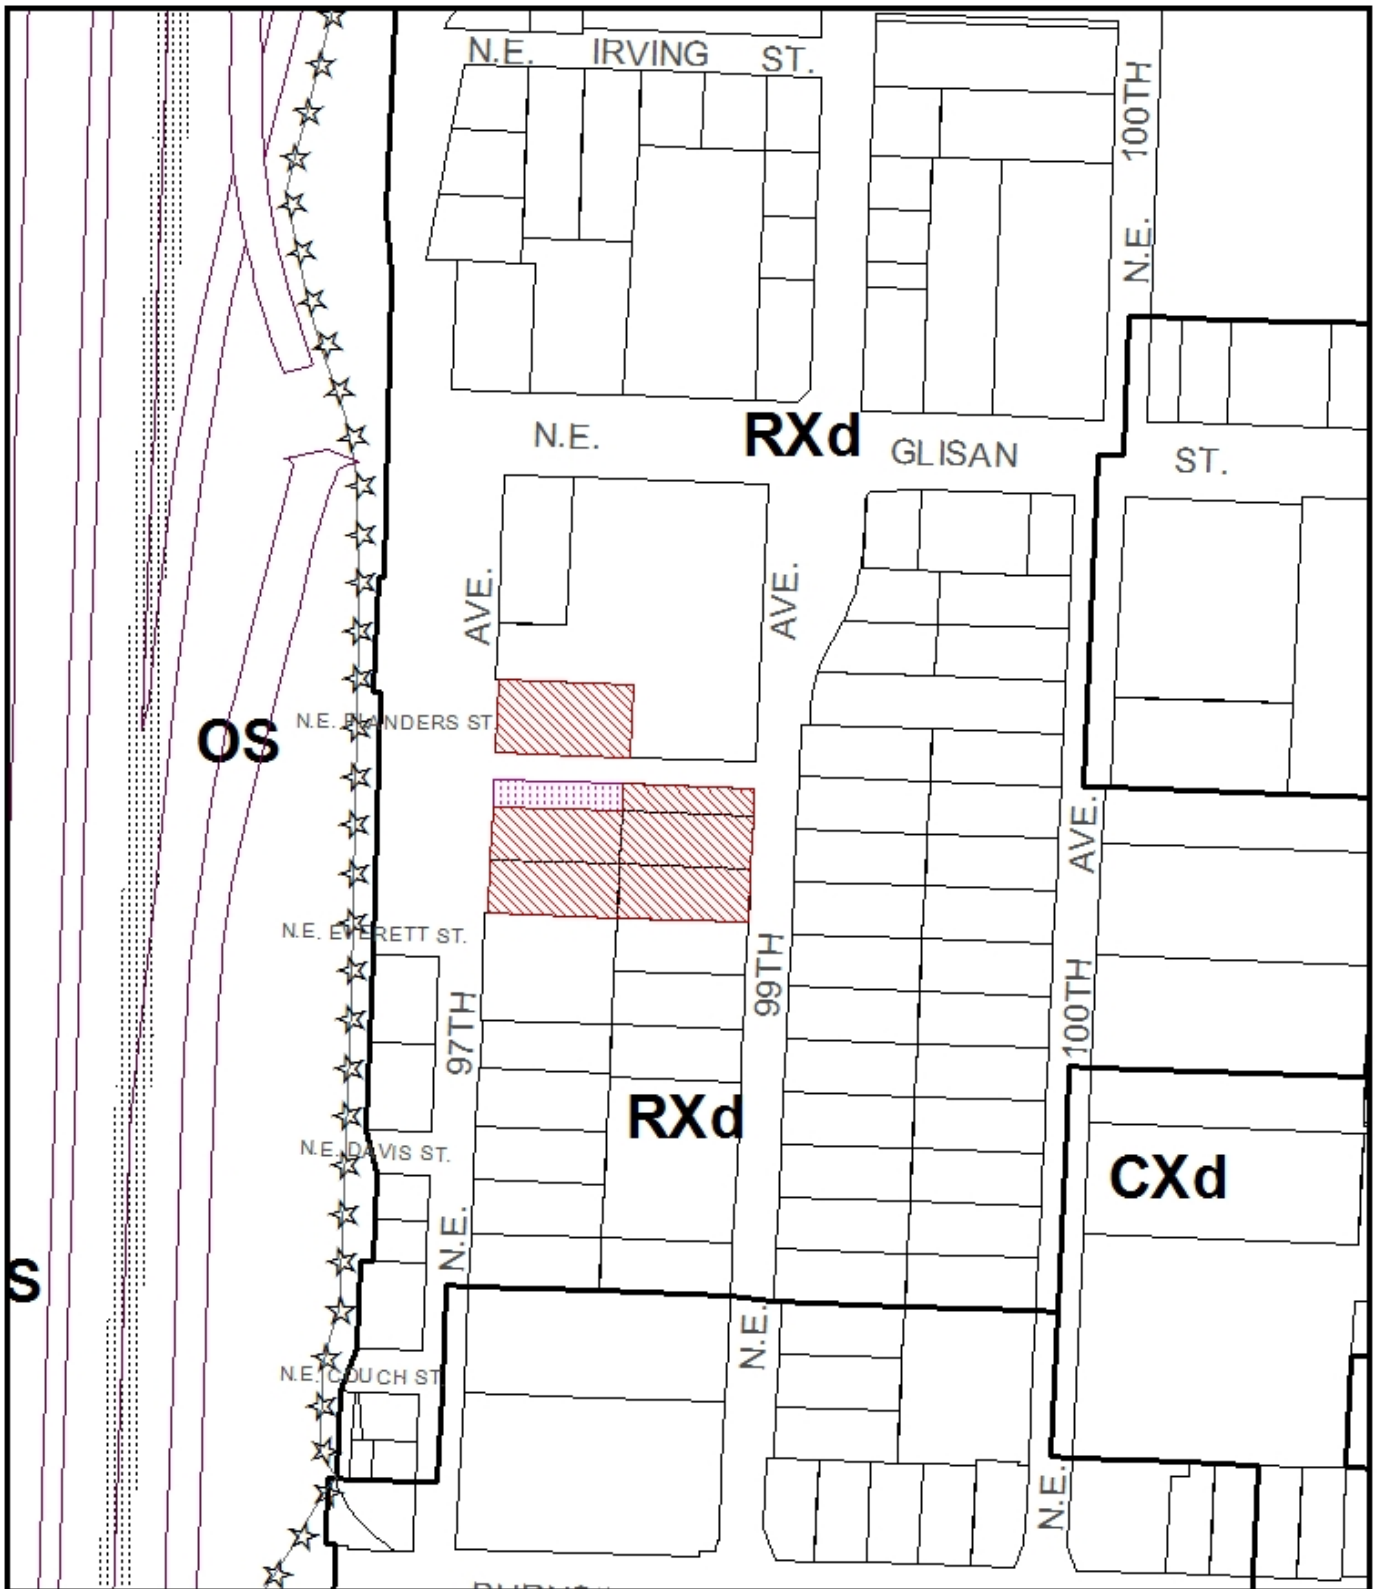 N.E. IRVING ST.
100TH
N.E.
RXd
N.E. GLISAN ST.
AVE.
AVE.
OS
N.E. FLANDERS ST.
AVE.
N.E. EVERETT ST.
97TH
99TH
100TH
RXd
N.E. DAVIS ST.
CXd
N.E.
S
N.E.
N.E. COUCH ST.
N.E.